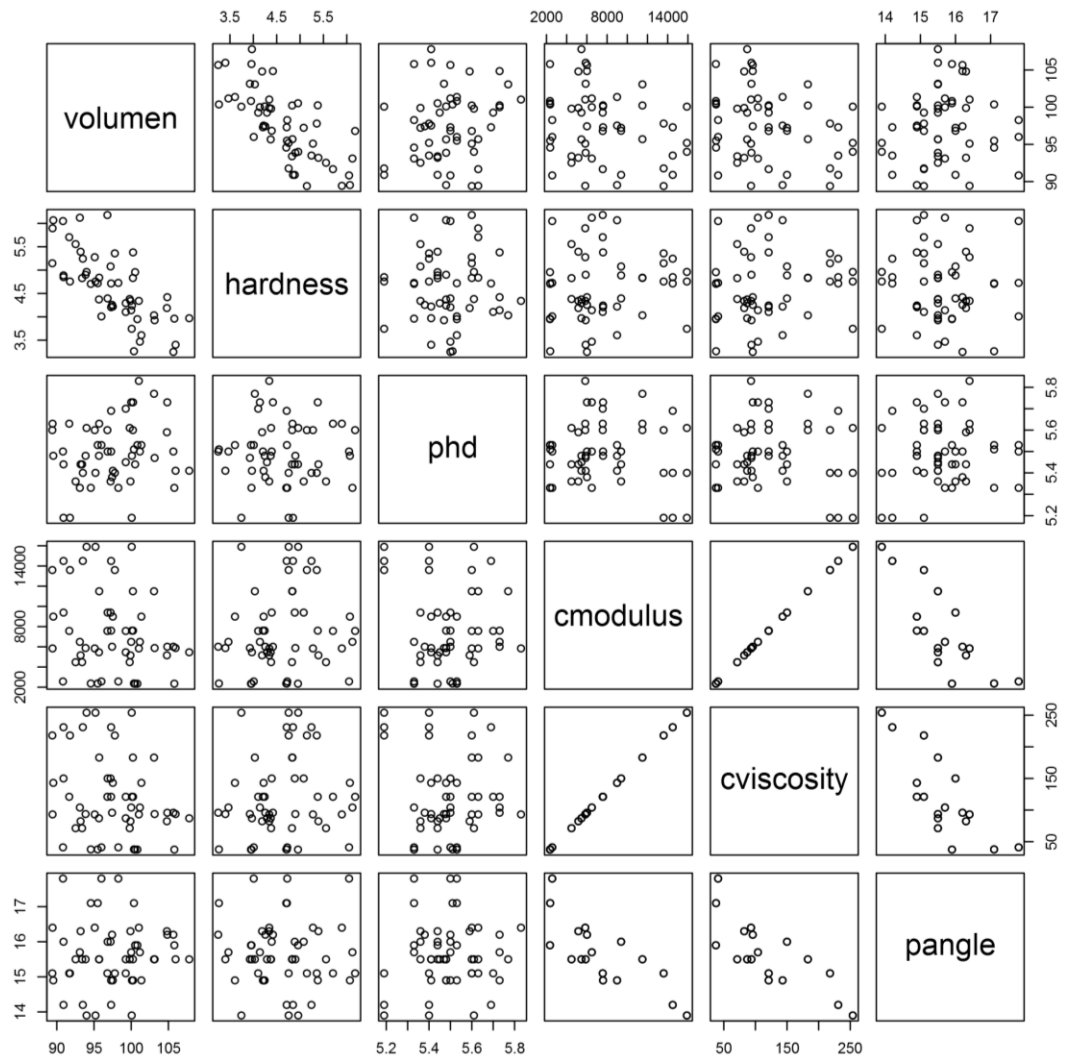 3.5 4.5 5.5 2000 8000 14000 14 15 16 17
volumen 90 95 100 105
3.5 4.5 5.5 hardness
phd 5.2 5.4 5.6 5.8
2000 8000 14000 cmodulus
cviscosity 50 150 250
14 15 16 17 pangle
90 95 100 105 5.2 5.4 5.6 5.8 50 150 250